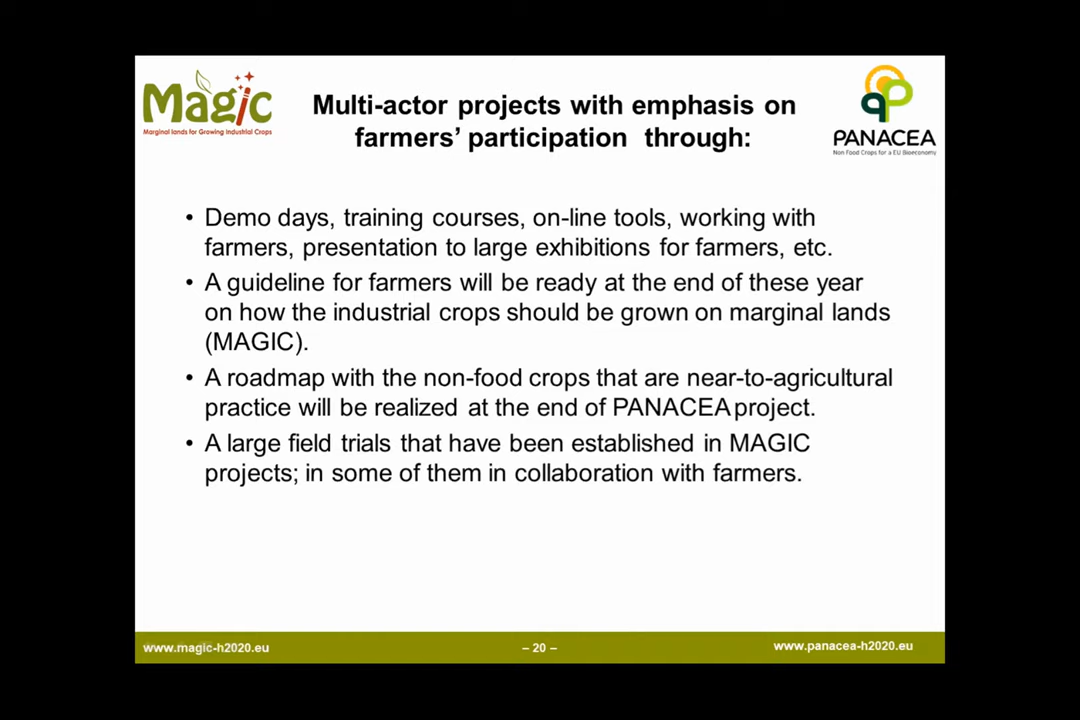 Magic
Marginal lands for Growing Industrial Crops
Multi-actor projects with emphasis on
farmers’ participation through:
PANACEA
Non Food Crops for a EU Bioeconomy
• Demo days, training courses, on-line tools, working with
farmers, presentation to large exhibitions for farmers, etc.
• A guideline for farmers will be ready at the end of these year
on how the industrial crops should be grown on marginal lands
(MAGIC).
• A roadmap with the non-food crops that are near-to-agricultural
practice will be realized at the end of PANACEA project.
• A large field trials that have been established in MAGIC
projects; in some of them in collaboration with farmers.
www.magic-h2020.eu
– 20 –
www.panacea-h2020.eu